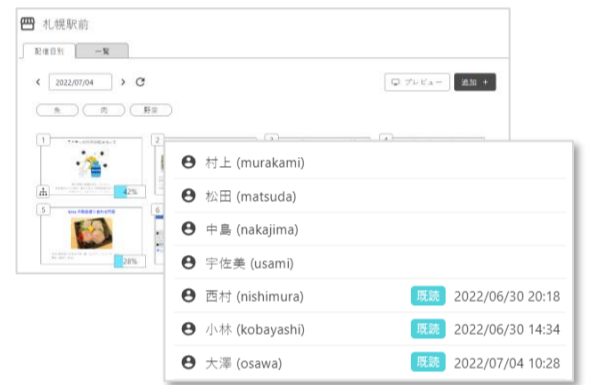 札幌駅前
配信日別 一覧
2022/07/04 プレビュー 追加 +
魚 肉 野菜
1 2 3 4
42%
5 6
28%
村上 (murakami)
松田 (matsuda)
中島 (nakajima)
宇佐美 (usami)
西村 (nishimura) 既読 2022/06/30 20:18
小林 (kobayashi) 既読 2022/06/30 14:34
大澤 (osawa) 既読 2022/07/04 10:28